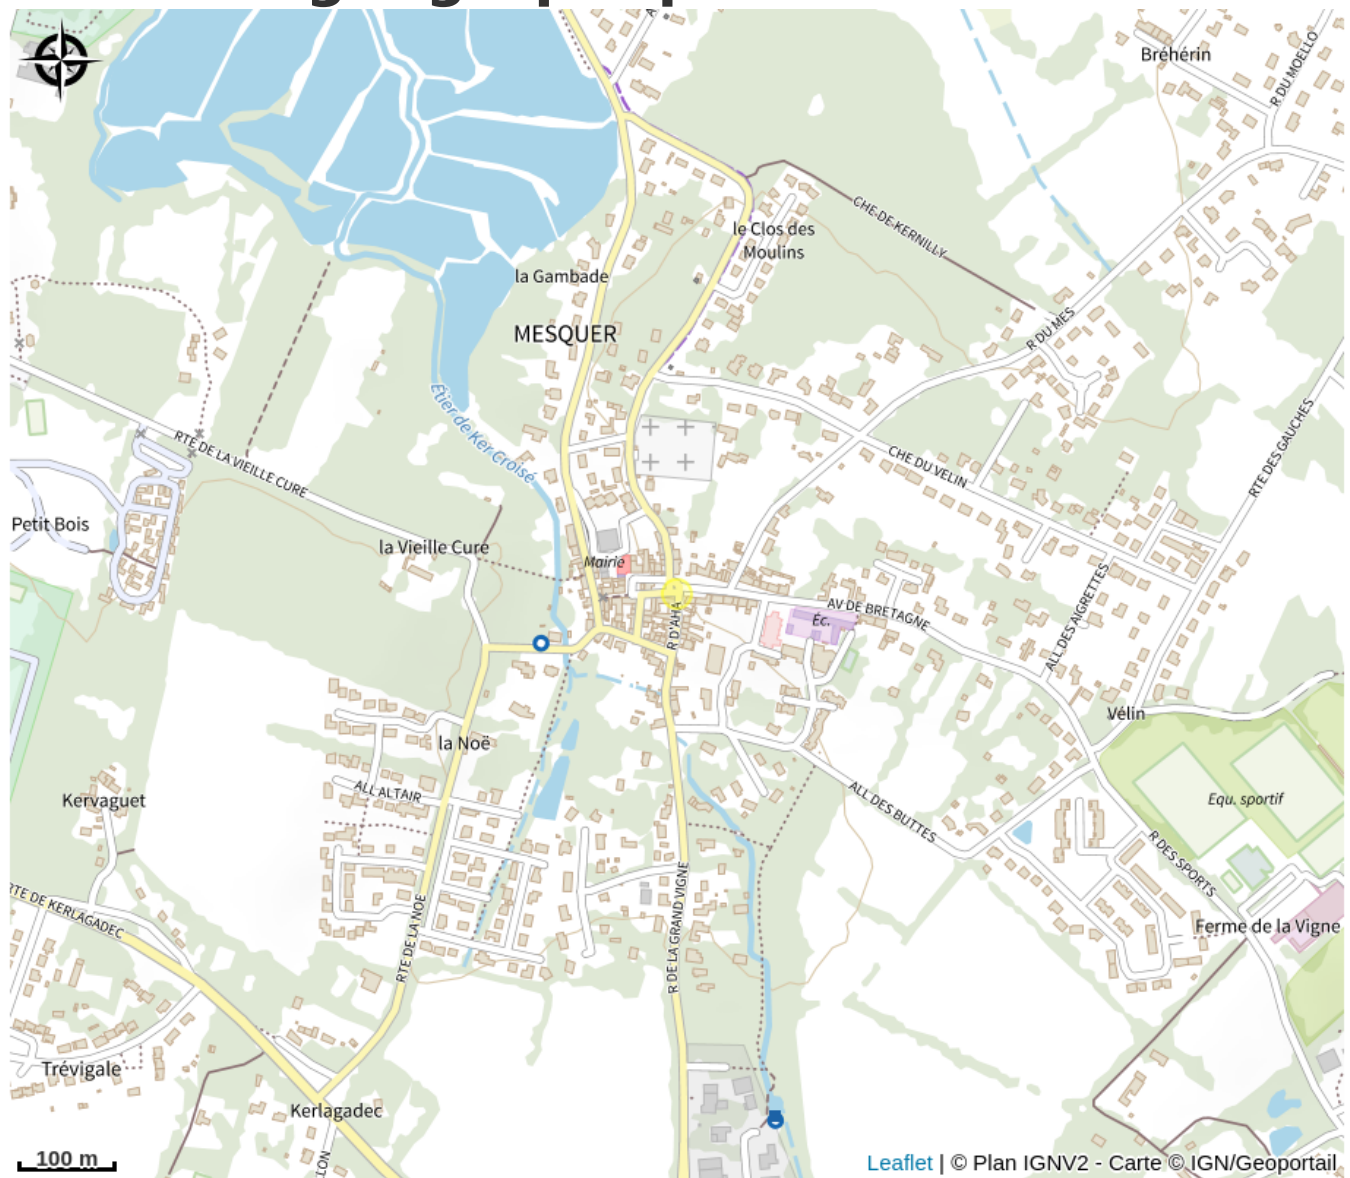 Bréhérin
R DU MOELLO
CHE-DE-KERNILLY
le Clos des
Moulins
la Gambade
MESQUER
R DU MES
Étier de Ker Croisé
RTE DE LA VIEILLE CURE
CHE DU VELIN
RTE DES GAUCHES
Petit Bois
la Vieille Cure
Mairie
R D'AHA
AV DE BRETAGNE
Éc.
ALL DES AIGRETTES
Vélin
la Noë
ALL ALTAIR
Kervaguet
ALL DES BUTTES
Equ. sportif
R DES SPORTS
RTE DE KERLAGADEC
RTE DE LA NOE
R DE LA GRAND VIGNE
Ferme de la Vigne
Trévigale
Kerlagadec
LON
100 m
Leaflet | © Plan IGNV2 - Carte © IGN/Geoportail